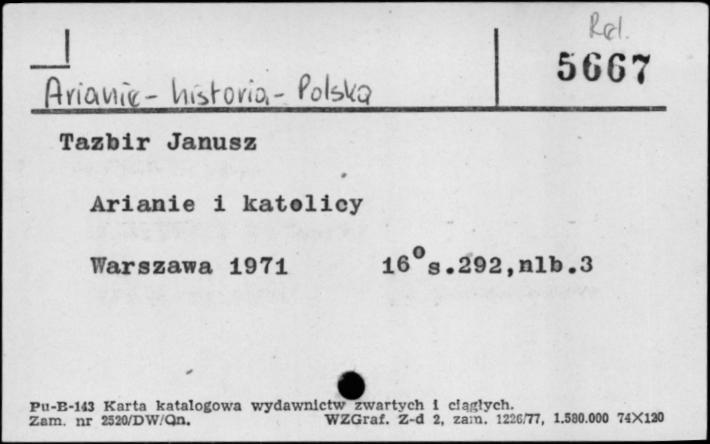 Rel.
5667
Arianie - historia - Polska
Tazbir Janusz
Arianie i katolicy
Warszawa 1971 16° s.292,nlb.3
Pu-B-143 Karta katalogowa wydawnictw zwartych i ciągłych.
Zam. nr 2520/DW/Qn. WZGraf. Z-d 2, zam. 1226/77, 1.580.000 74X120